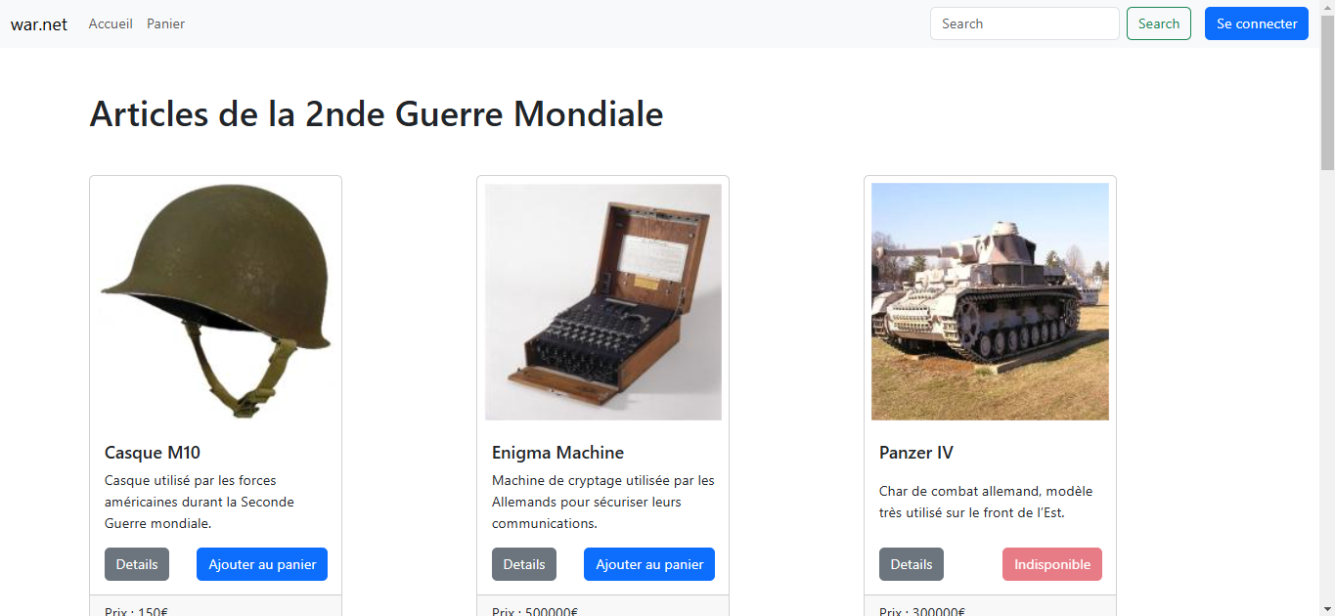 war.net Accueil Panier Search Search Se connecter
Articles de la 2nde Guerre Mondiale
Casque M10
Casque utilisé par les forces
américaines durant la Seconde
Guerre mondiale.
Details Ajouter au panier
Prix : 150€
Enigma Machine
Machine de cryptage utilisée par les
Allemands pour sécuriser leurs
communications.
Details Ajouter au panier
Prix : 500000€
Panzer IV
Char de combat allemand, modèle
très utilisé sur le front de l'Est.
Details Indisponible
Prix : 300000€